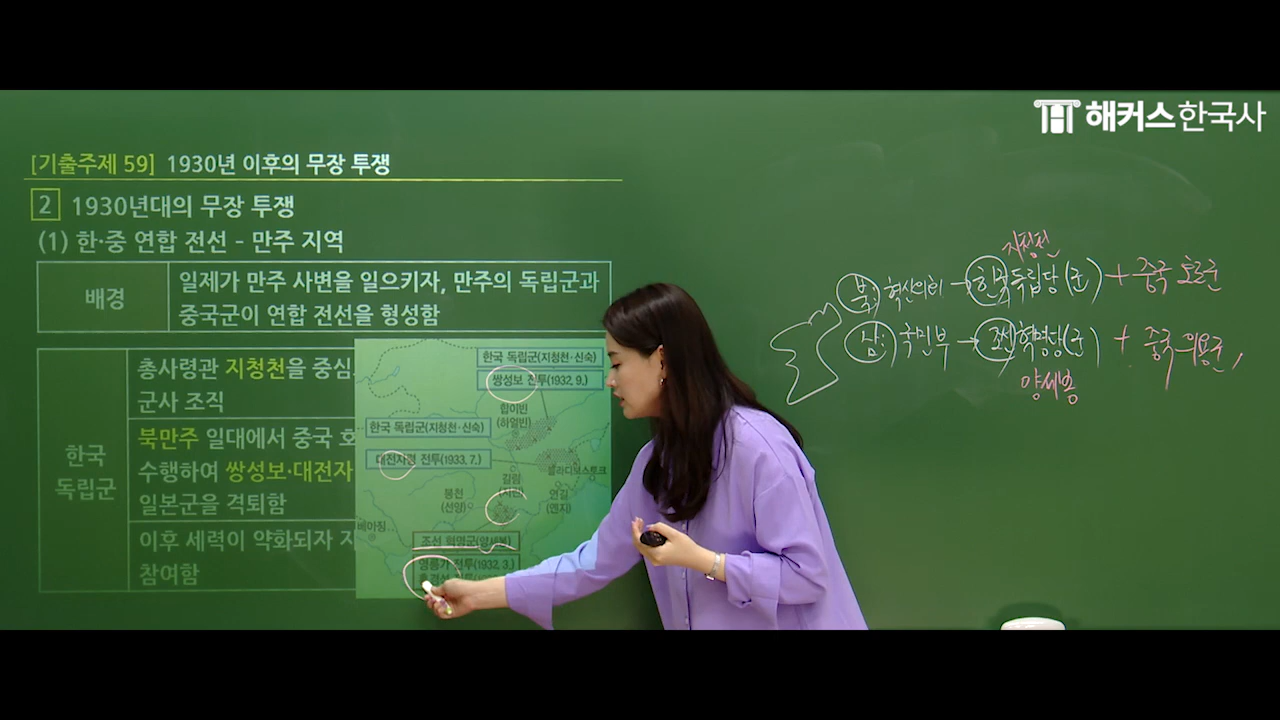 해커스한국사
[기출주제 59] 1930년 이후의 무장 투쟁
2 1930년대의 무장 투쟁
(1) 한·중 연합 전선 - 만주 지역
배경
일제가 만주 사변을 일으키자, 만주의 독립군과
중국군이 연합 전선을 형성함
한국
독립군
총사령관 지청천을 중심
군사 조직
북만주 일대에서 중국 호
수행하여 쌍성보·대전자
일본군을 격퇴함
이후 세력이 약화되자 지
참여함
한국 독립군(지청천·신숙)
쌍성보 전투(1932, 9.)
합이빈
(하얼빈)
한국 독립군(지청천·신숙)
대전자령 전투(1933, 7.)
블라디보스토크
길림
(지린)
연길
(옌지)
봉천
(선양)
베이징
조선 혁명군(양세봉)
영릉가 전투(1932, 3.)
지청천
북: 혁신의회 → 한국독립당(군) + 중국 호로군
참: 국민부 → 조선혁명당(군) + 중국 의용군,
양세봉